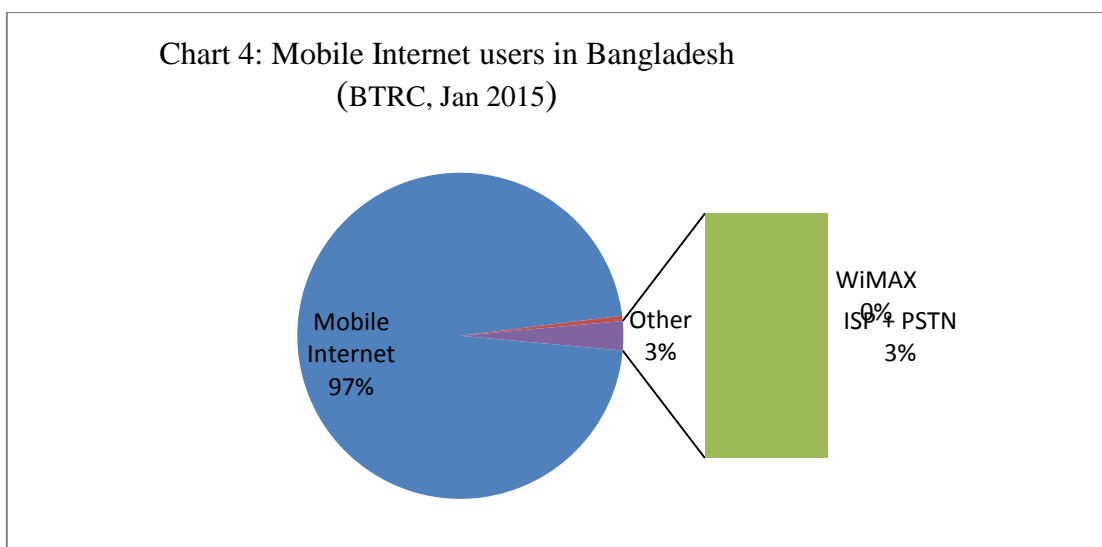 Chart 4: Mobile Internet users in Bangladesh
(BTRC, Jan 2015)
Mobile
Internet
97%
Other
3%
WiMAX
0%
ISP + PSTN
3%